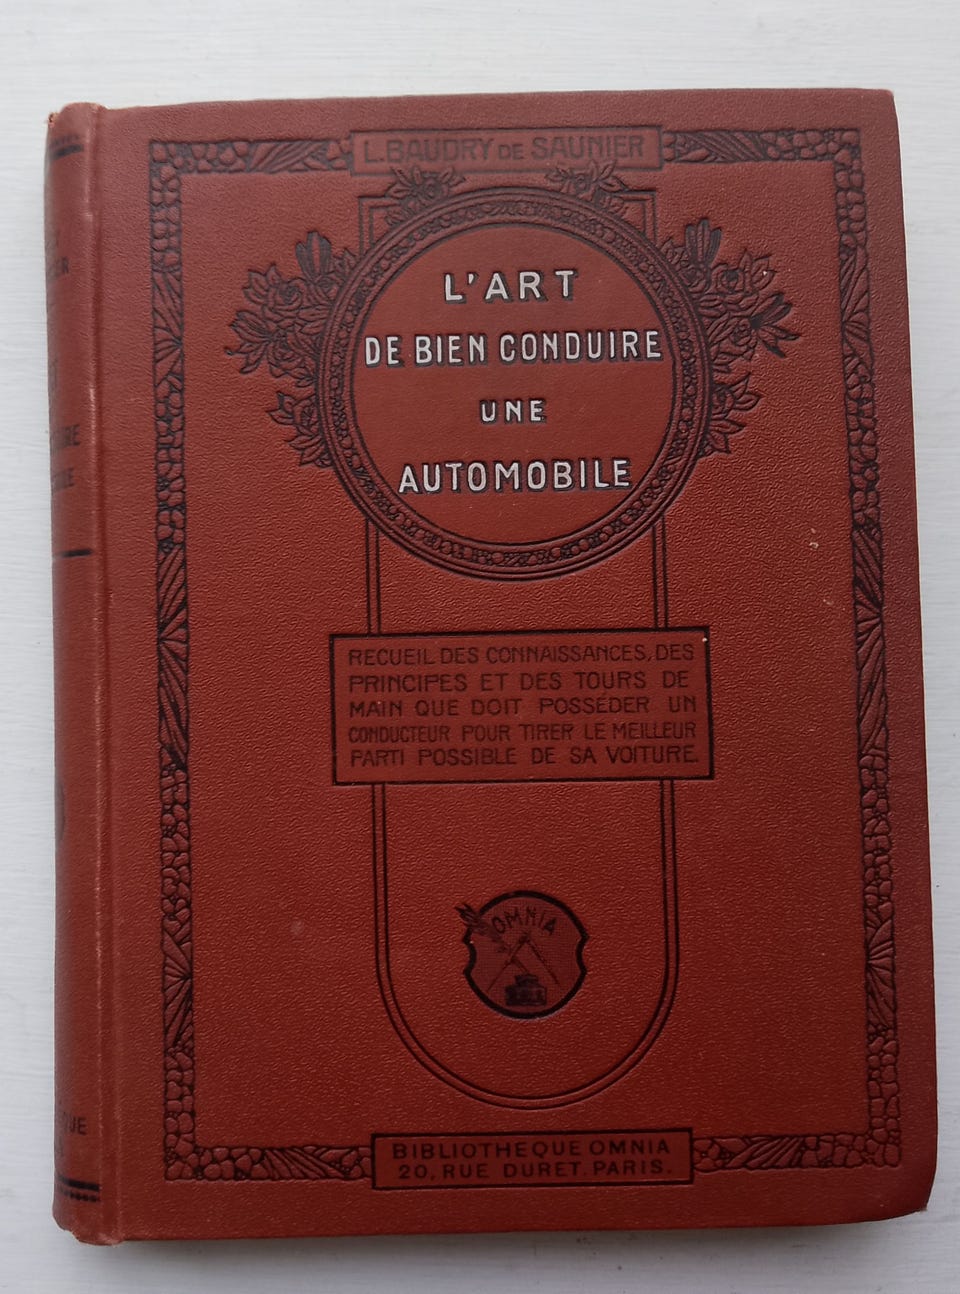 L. BAUDRY DE SAUNIER
L'ART
DE BIEN CONDUIRE
UNE
AUTOMOBILE
RECUEIL DES CONNAISSANCES, DES
PRINCIPES ET DES TOURS DE
MAIN QUE DOIT POSSÉDER UN
CONDUCTEUR POUR TIRER LE MEILLEUR
PARTI POSSIBLE DE SA VOITURE.
OMNIA
BIBLIOTHEQUE OMNIA
20, RUE DURET. PARIS.